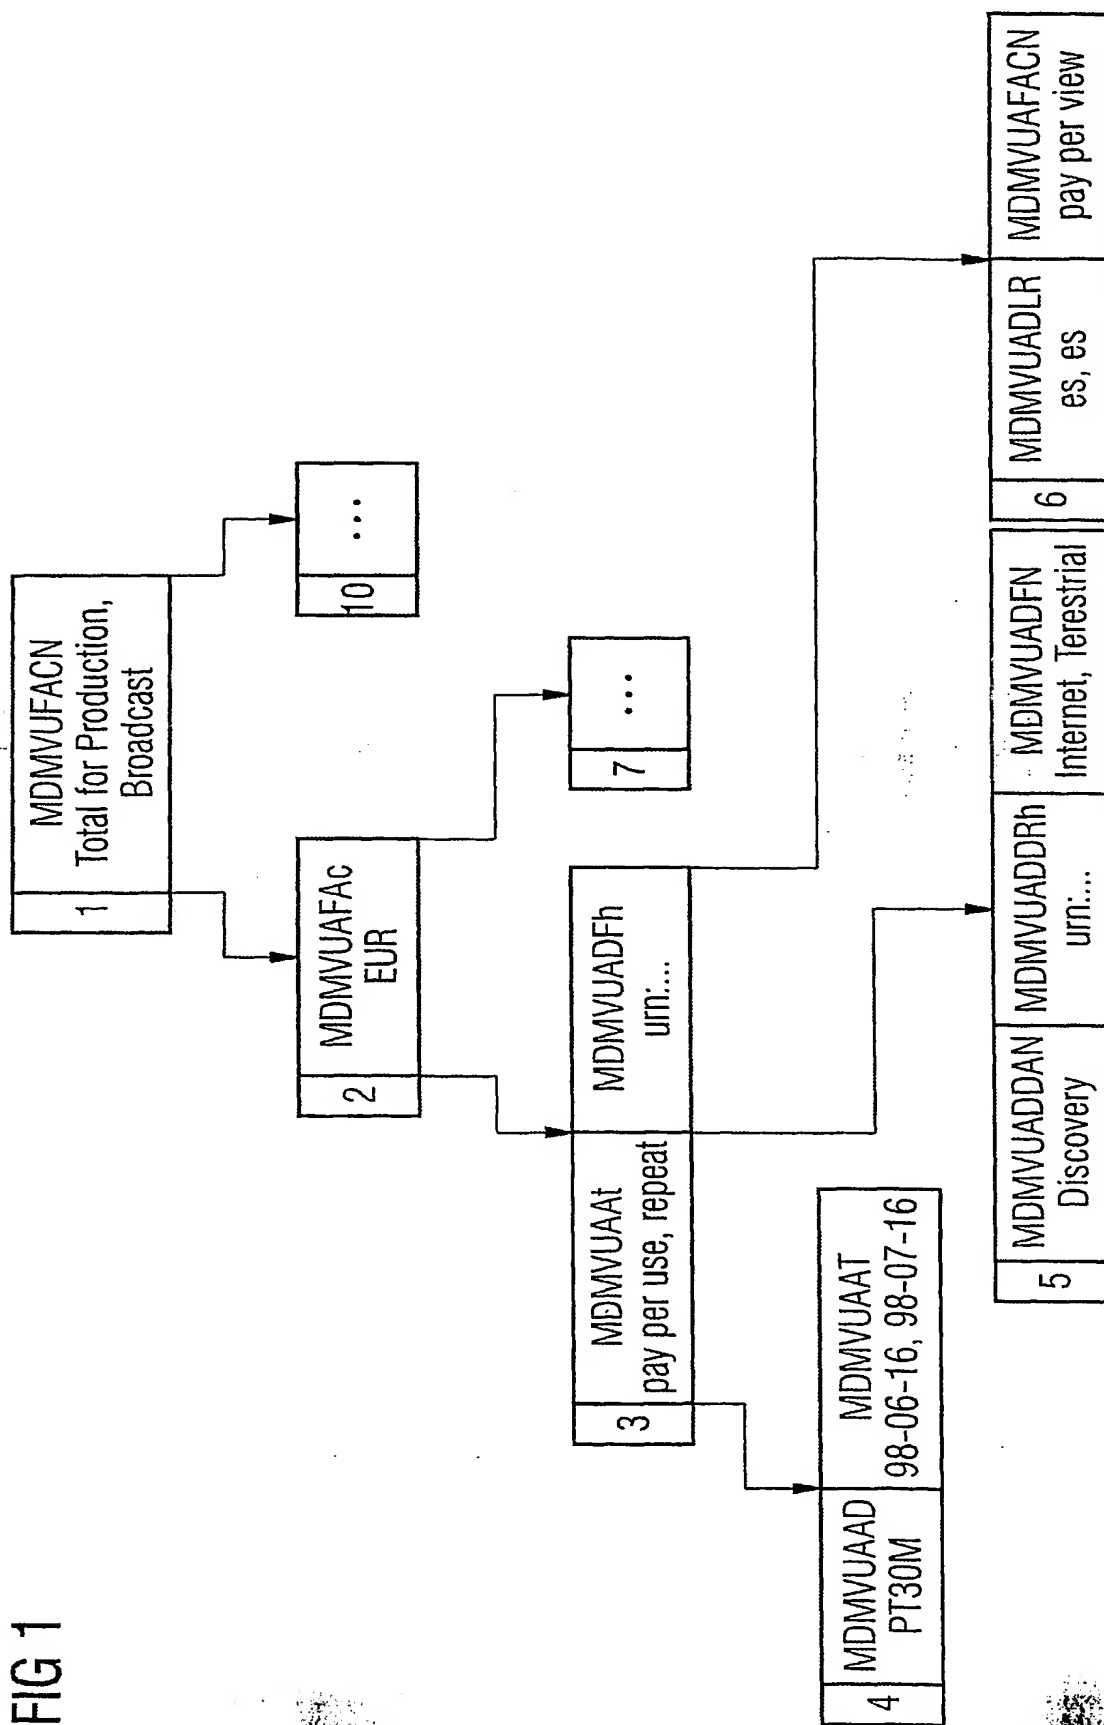 FIG 1
1
MDMVUFACN
Total for Production,
Broadcast
2
MDMVUAFAc
EUR
10
...
3
MDMVUAAt
pay per use, repeat
MDMVUADFh
urn:...
7
...
4
MDMVUAAD
PT30M
MDMVUAAT
98-06-16, 98-07-16
5
MDMVUADDAN
Discovery
MDMVUADDRh
urn:...
MDMVUADFN
Internet, Terestrial
6
MDMVUADLR
es, es
MDMVUAFACN
pay per view